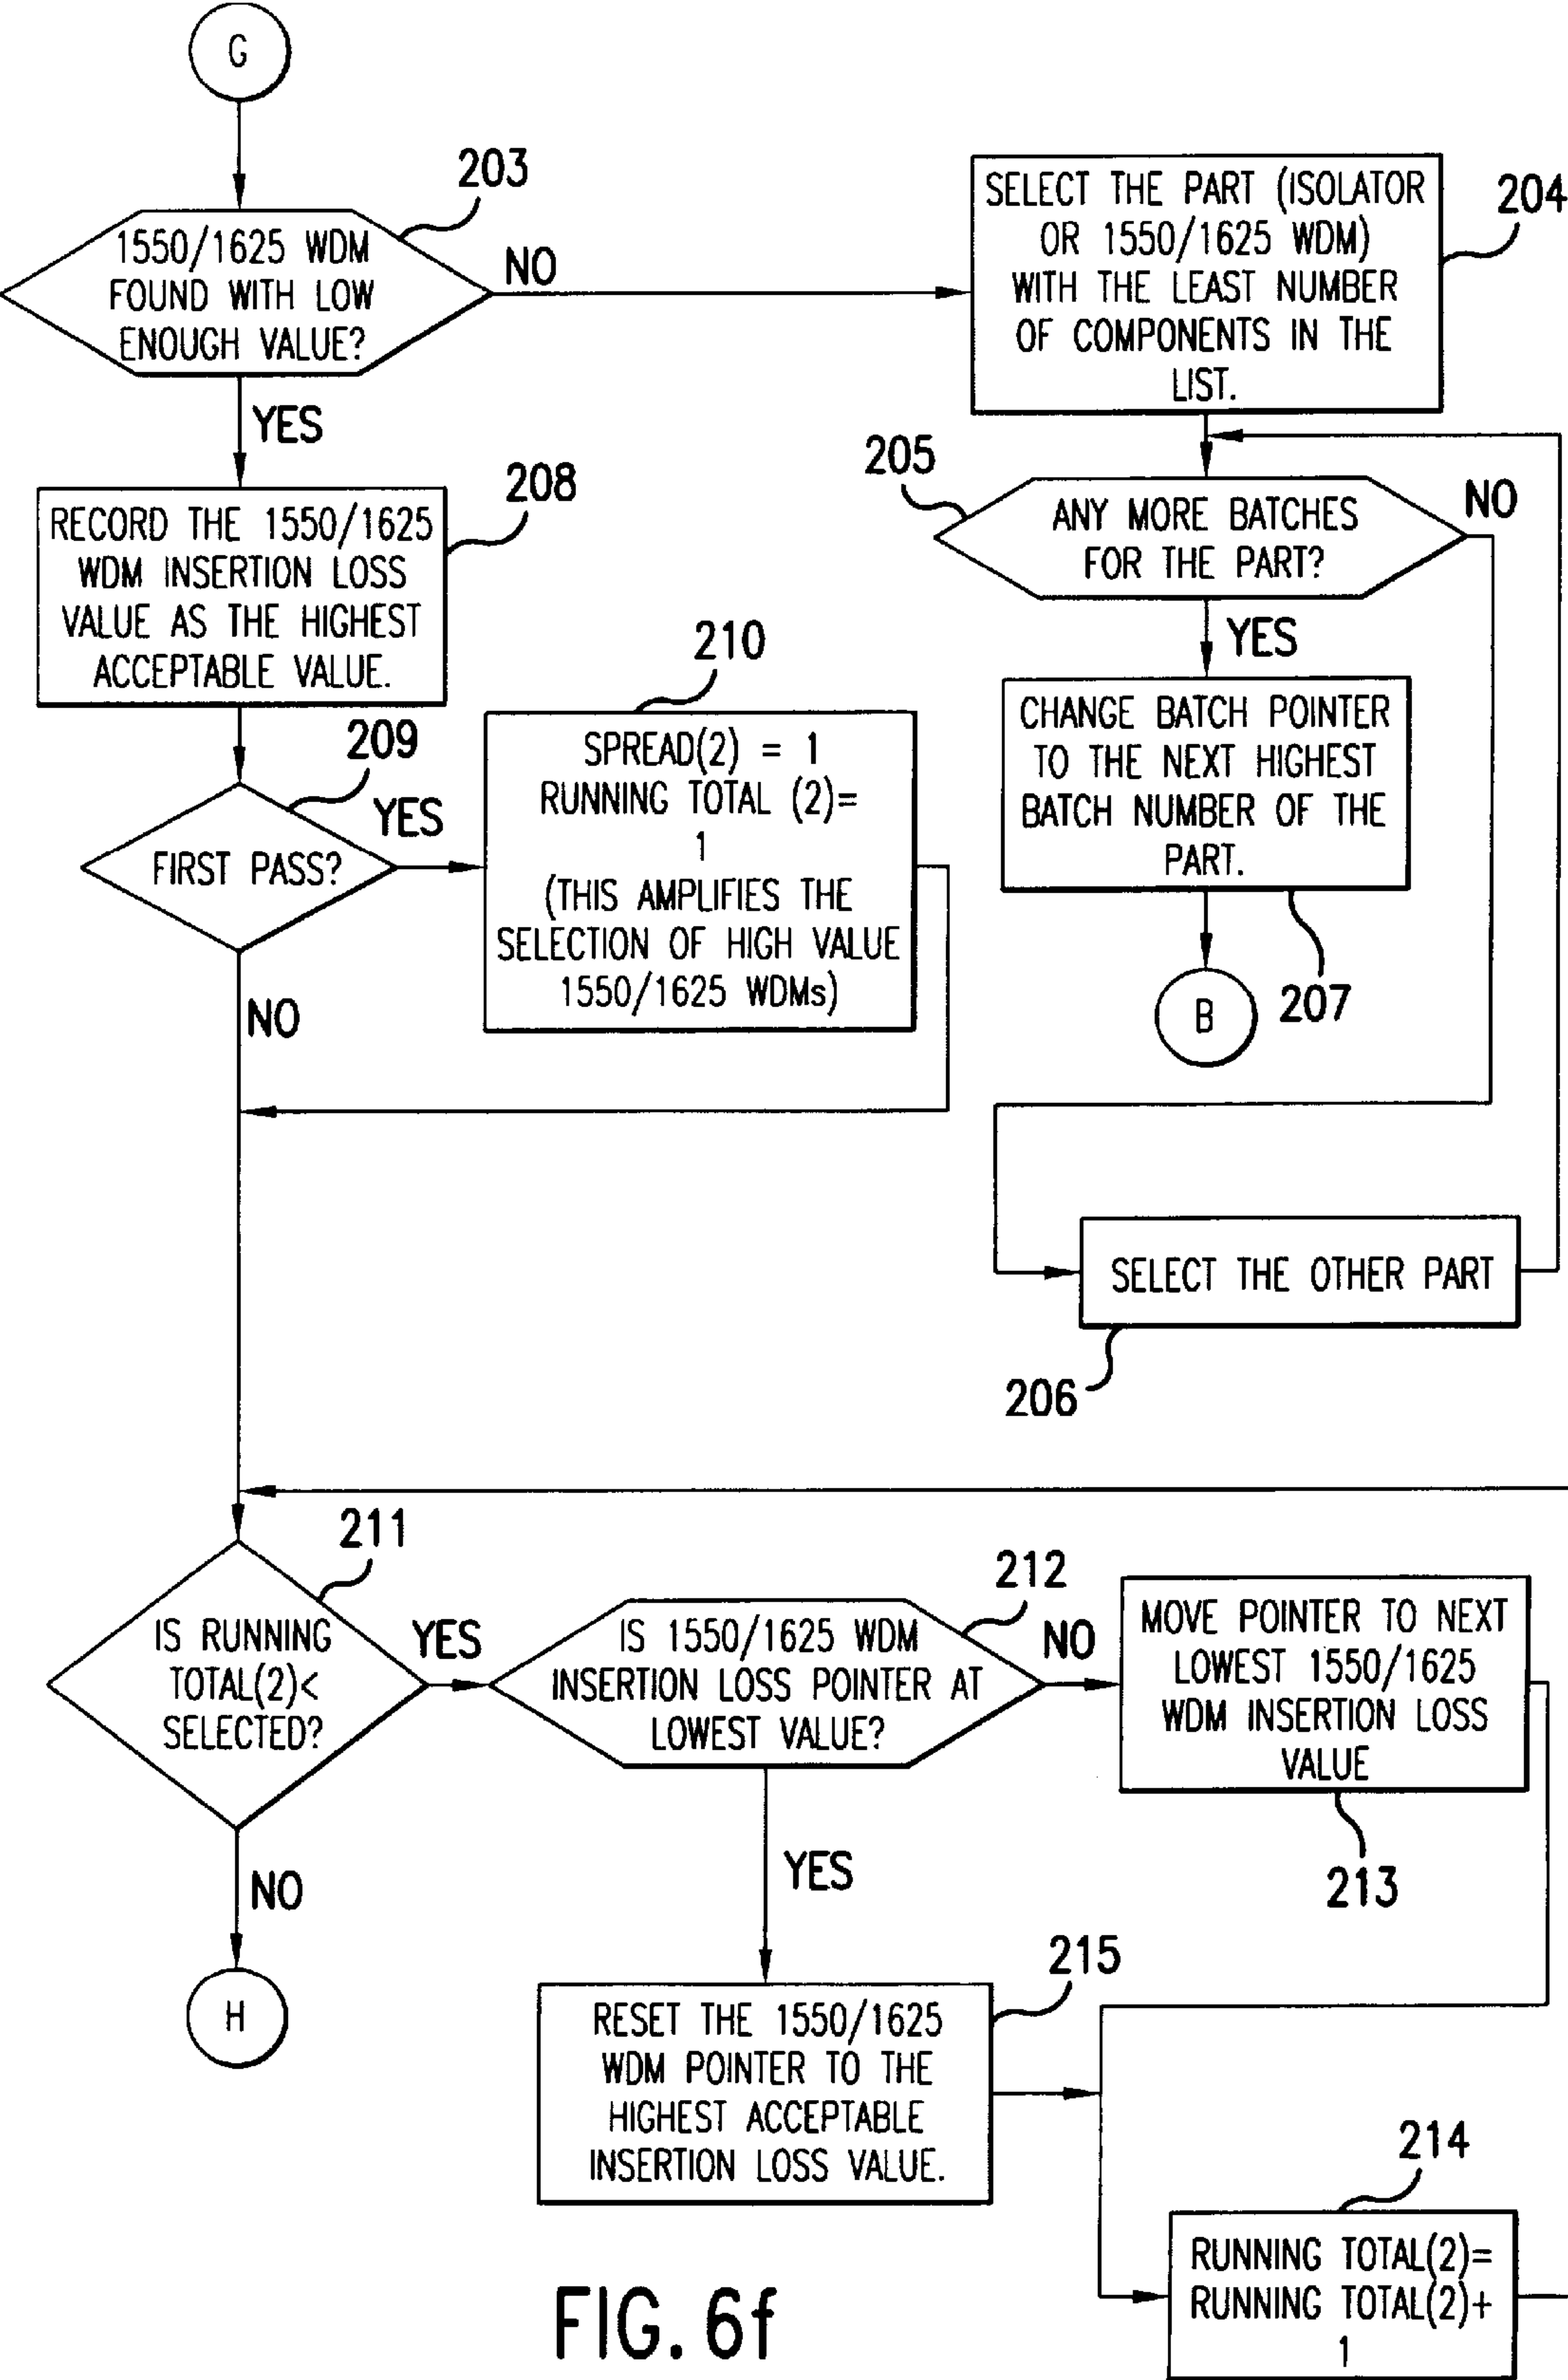 G
203
1550/1625 WDM
FOUND WITH LOW
ENOUGH VALUE?
NO
YES
SELECT THE PART (ISOLATOR
OR 1550/1625 WDM)
WITH THE LEAST NUMBER
OF COMPONENTS IN THE
LIST.
204
205
ANY MORE BATCHES
FOR THE PART?
NO
YES
208
RECORD THE 1550/1625
WDM INSERTION LOSS
VALUE AS THE HIGHEST
ACCEPTABLE VALUE.
CHANGE BATCH POINTER
TO THE NEXT HIGHEST
BATCH NUMBER OF THE
PART.
207
B
209
FIRST PASS?
YES
NO
210
SPREAD(2) = 1
RUNNING TOTAL (2)=
1
(THIS AMPLIFIES THE
SELECTION OF HIGH VALUE
1550/1625 WDMs)
SELECT THE OTHER PART
206
211
IS RUNNING
TOTAL(2)<
SELECTED?
YES
NO
H
212
IS 1550/1625 WDM
INSERTION LOSS POINTER AT
LOWEST VALUE?
NO
YES
MOVE POINTER TO NEXT
LOWEST 1550/1625
WDM INSERTION LOSS
VALUE
213
215
RESET THE 1550/1625
WDM POINTER TO THE
HIGHEST ACCEPTABLE
INSERTION LOSS VALUE.
214
RUNNING TOTAL(2)=
RUNNING TOTAL(2)+
1
FIG. 6f